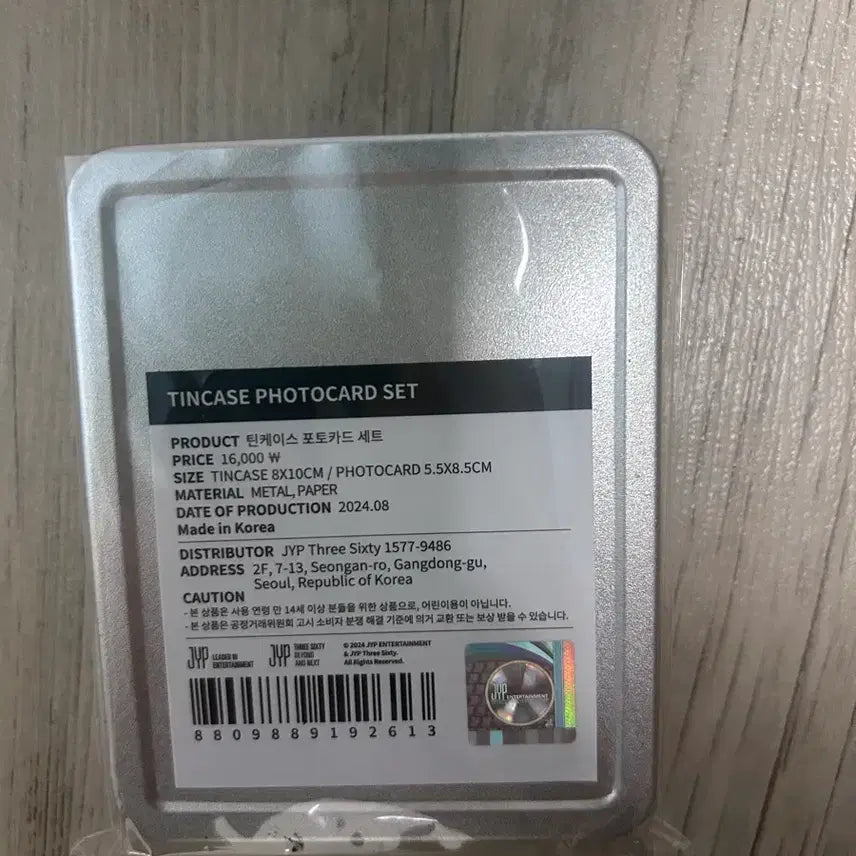 TINCASE PHOTOCARD SET
PRODUCT 틴케이스 포토카드 세트
PRICE 16,000 ₩
SIZE TINCASE 8X10CM / PHOTOCARD 5.5X8.5CM
MATERIAL METAL, PAPER
DATE OF PRODUCTION 2024.08
Made in Korea
DISTRIBUTOR JYP Three Sixty 1577-9486
ADDRESS 2F, 7-13, Seongan-ro, Gangdong-gu,
Seoul, Republic of Korea
CAUTION
- 본 상품은 사용 연령 만 14세 이상 분들을 위한 상품으로, 어린이용이 아닙니다.
- 본 상품은 공정거래위원회 고시 소비자 분쟁 해결 기준에 의거 교환 또는 보상 받을 수 있습니다.
JYP LEADER IN ENTERTAINMENT
JYP THREE SIXTY BEYOND AND NEXT
© 2024 JYP ENTERTAINMENT
& JYP Three Sixty.
All Rights Reserved.
JYP ENTERTAINMENT
8809889192613